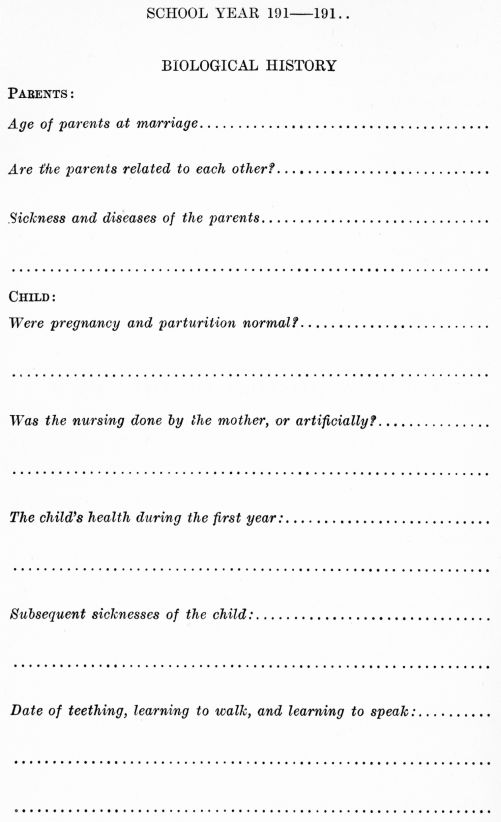 SCHOOL YEAR 191—191..
BIOLOGICAL HISTORY
PARENTS:
Age of parents at marriage......................................
Are the parents related to each other?............................
Sickness and diseases of the parents..............................
...............................................................
CHILD:
Were pregnancy and parturition normal?.........................
...............................................................
Was the nursing done by the mother, or artificially?...............
...............................................................
The child's health during the first year:...........................
...............................................................
Subsequent sicknesses of the child:...............................
...............................................................
Date of teething, learning to walk, and learning to speak:..........
...............................................................
...............................................................